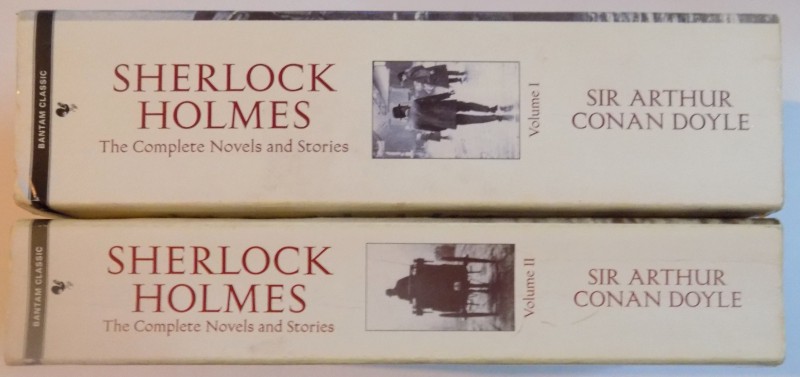 BANTAM CLASSIC
SHERLOCK
HOLMES
The Complete Novels and Stories
Volume I
SIR ARTHUR
CONAN DOYLE
BANTAM CLASSIC
SHERLOCK
HOLMES
The Complete Novels and Stories
Volume II
SIR ARTHUR
CONAN DOYLE